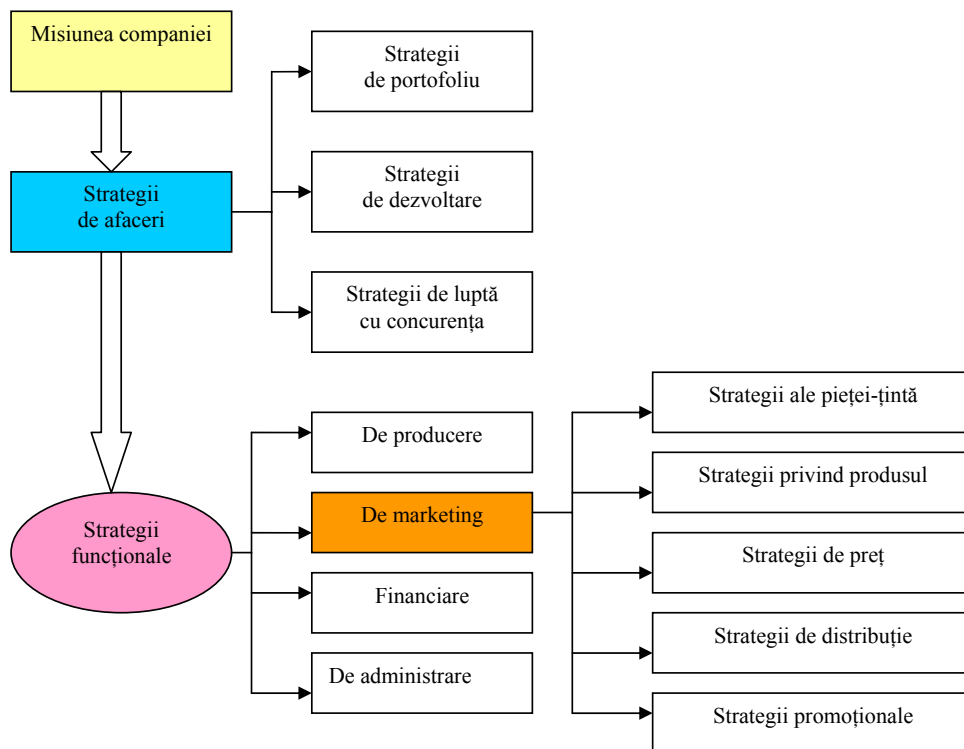 Misiunea companiei
Strategii
de portofoliu
Strategii
de afaceri
Strategii
de dezvoltare
Strategii de luptă
cu concurența
Strategii
funcționale
De producere
De marketing
Financiare
De administrare
Strategii ale pieței-țintă
Strategii privind produsul
Strategii de preț
Strategii de distribuție
Strategii promoționale